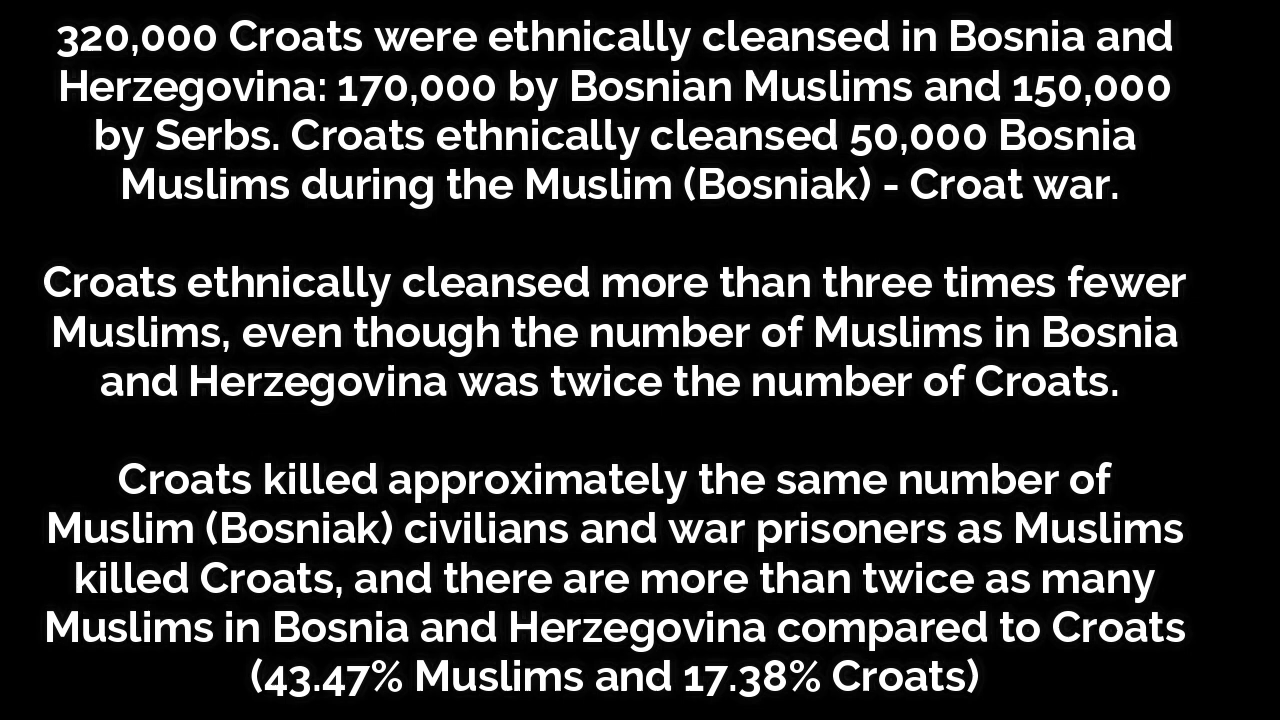 320,000 Croats were ethnically cleansed in Bosnia and
Herzegovina: 170,000 by Bosnian Muslims and 150,000
by Serbs. Croats ethnically cleansed 50,000 Bosnia
Muslims during the Muslim (Bosniak) - Croat war.
Croats ethnically cleansed more than three times fewer
Muslims, even though the number of Muslims in Bosnia
and Herzegovina was twice the number of Croats.
Croats killed approximately the same number of
Muslim (Bosniak) civilians and war prisoners as Muslims
killed Croats, and there are more than twice as many
Muslims in Bosnia and Herzegovina compared to Croats
(43.47% Muslims and 17.38% Croats)